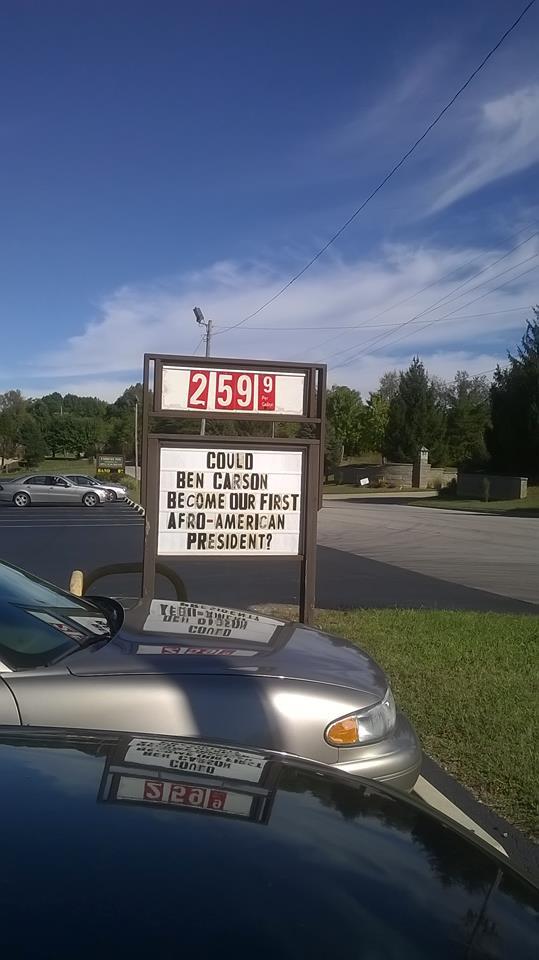 2 59 9
Per
Gallon
COULD
BEN CARSON
BECOME OUR FIRST
AFRO-AMERICAN
PRESIDENT?